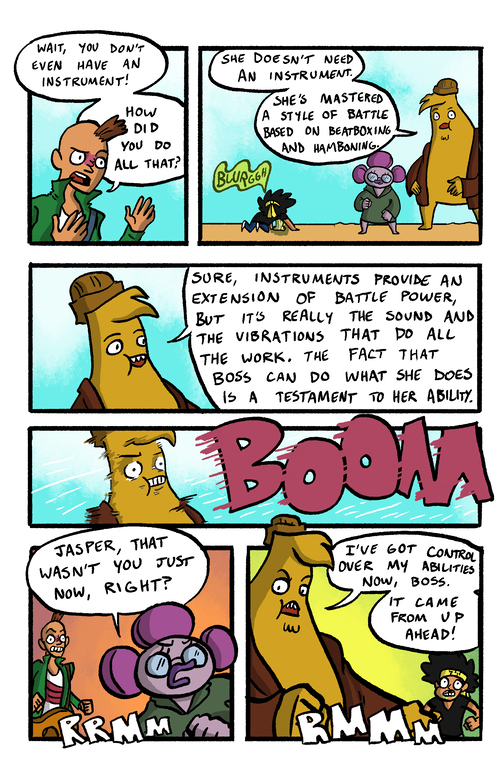 WAIT, YOU DON'T
EVEN HAVE AN
INSTRUMENT!
HOW
DID
YOU DO
ALL THAT?
SHE DOESN'T NEED
AN INSTRUMENT.
SHE'S MASTERED
A STYLE OF BATTLE
BASED ON BEATBOXING
AND HAMBONING.
BLURGGH
SURE, INSTRUMENTS PROVIDE AN
EXTENSION OF BATTLE POWER,
BUT IT'S REALLY THE SOUND AND
THE VIBRATIONS THAT DO ALL
THE WORK. THE FACT THAT
BOSS CAN DO WHAT SHE DOES
IS A TESTAMENT TO HER ABILITY.
BOOM
JASPER, THAT
WASN'T YOU JUST
NOW, RIGHT?
RRMM
I'VE GOT CONTROL
OVER MY ABILITIES
NOW, BOSS.
IT CAME
FROM UP
AHEAD!
RMMM